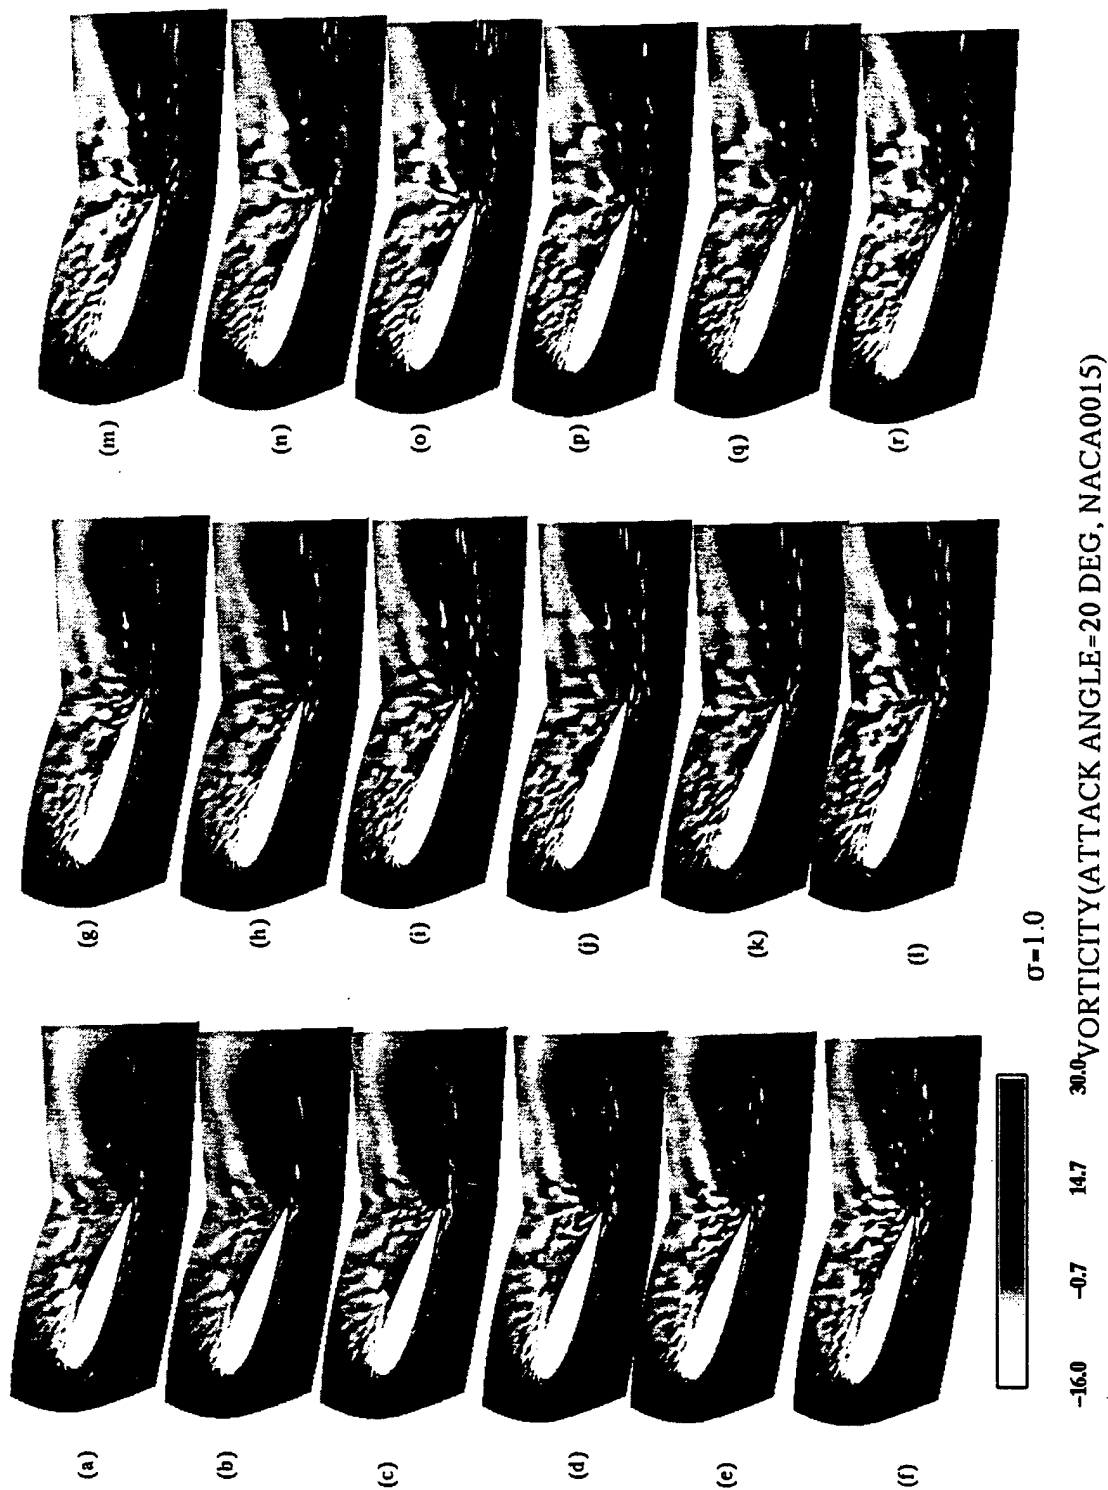 (a)
(b)
(c)
(d)
(e)
(f)
(g)
(h)
(i)
(j)
(k)
(l)
(m)
(n)
(o)
(p)
(q)
(r)
σ=1.0
-16.0 -0.7 14.7 30.0
VORTICITY(ATTACK ANGLE=20 DEG, NACA0015)